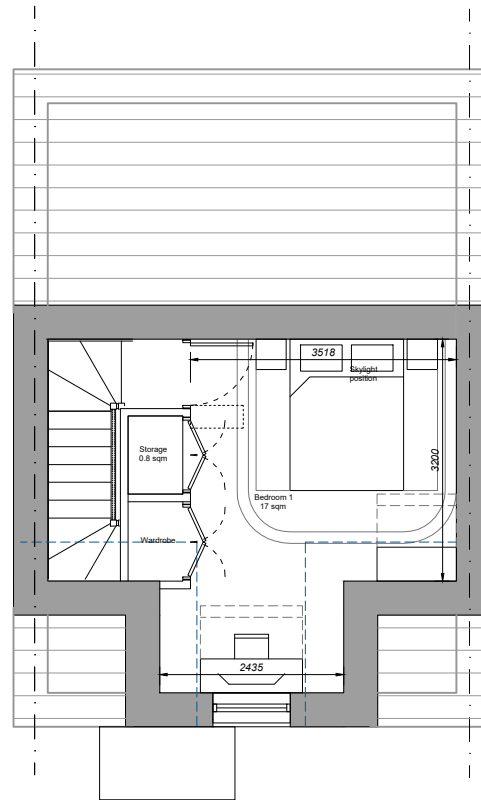 3518
Skylight
position
Storage
0.8 sqm
3200
Bedroom 1
17 sqm
Wardrobe
2435